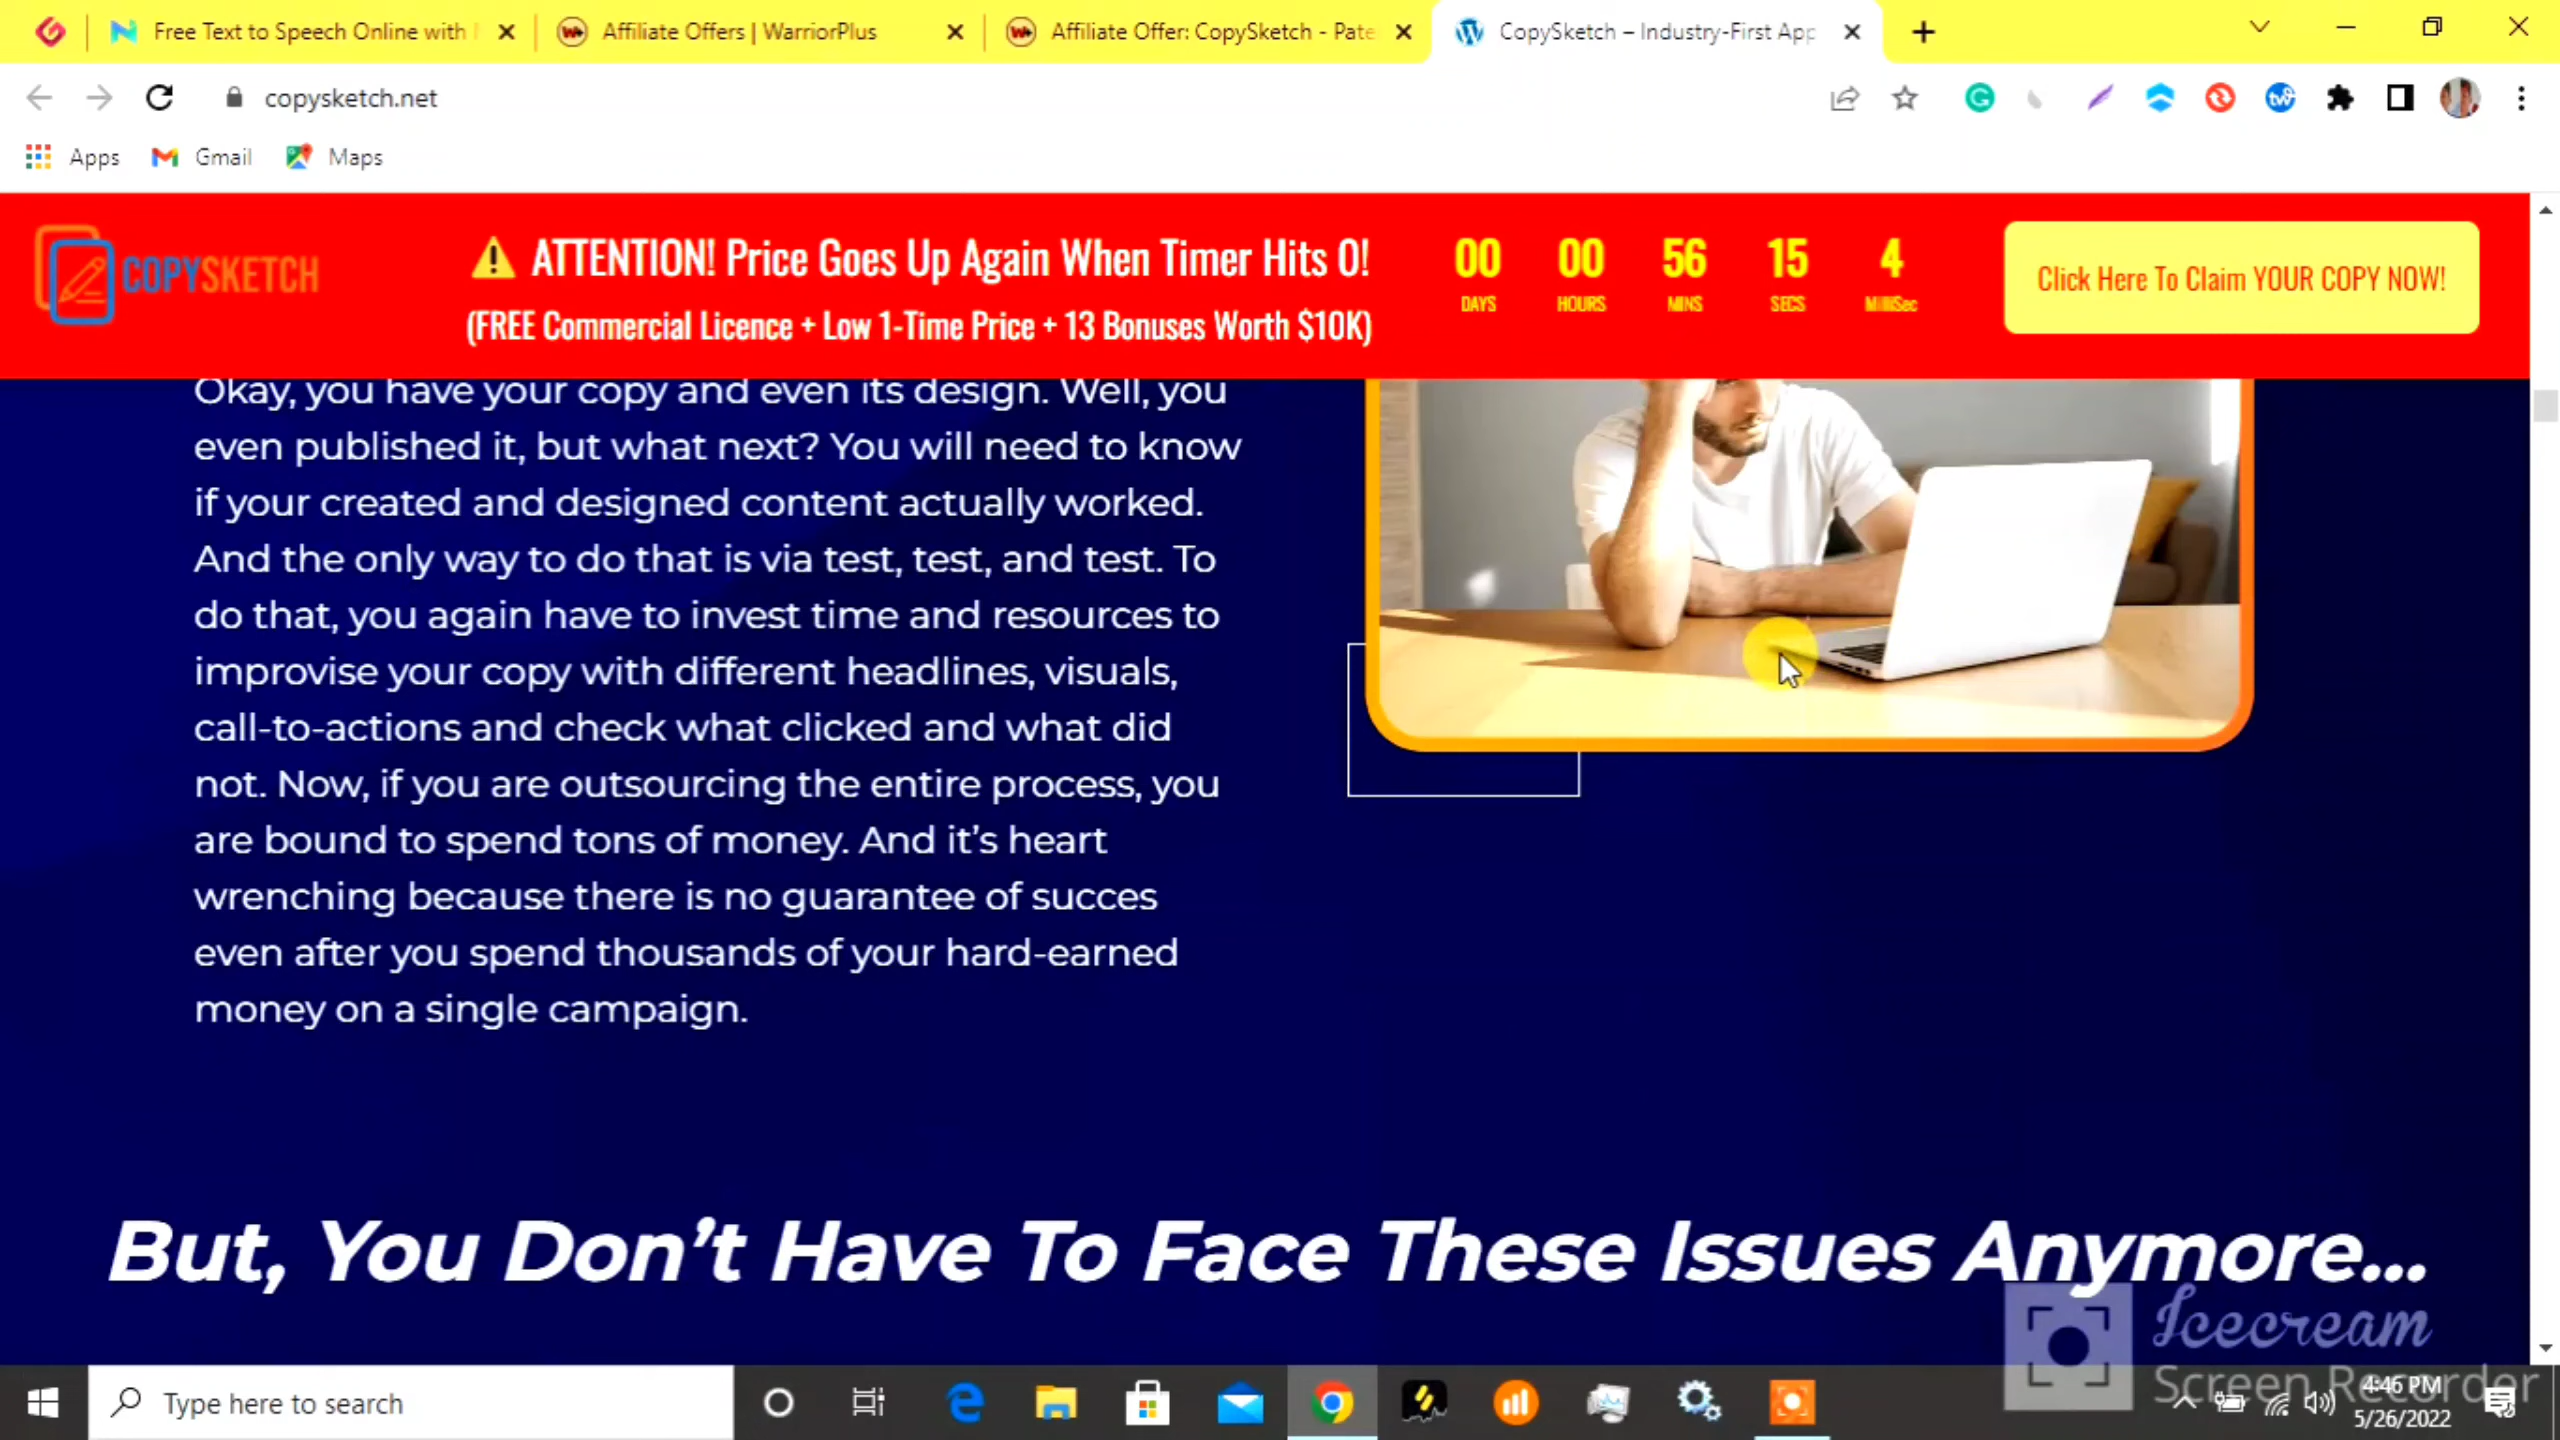 Free Text to Speech Online with
Affiliate Offers | WarriorPlus
Affiliate Offer: CopySketch - Pate
CopySketch – Industry-First App
copysketch.net
Apps
Gmail
Maps
COPYSKETCH
ATTENTION! Price Goes Up Again When Timer Hits 0!
(FREE Commercial Licence + Low 1-Time Price + 13 Bonuses Worth $10K)
00 00 56 15 4
DAYS HOURS MINS SECS MilliSec
Click Here To Claim YOUR COPY NOW!
Okay, you have your copy and even its design. Well, you
even published it, but what next? You will need to know
if your created and designed content actually worked.
And the only way to do that is via test, test, and test. To
do that, you again have to invest time and resources to
improvise your copy with different headlines, visuals,
call-to-actions and check what clicked and what did
not. Now, if you are outsourcing the entire process, you
are bound to spend tons of money. And it's heart
wrenching because there is no guarantee of succes
even after you spend thousands of your hard-earned
money on a single campaign.
But, You Don't Have To Face These Issues Anymore...
Icecream
Screen Recorder
Type here to search
4:46 PM
5/26/2022